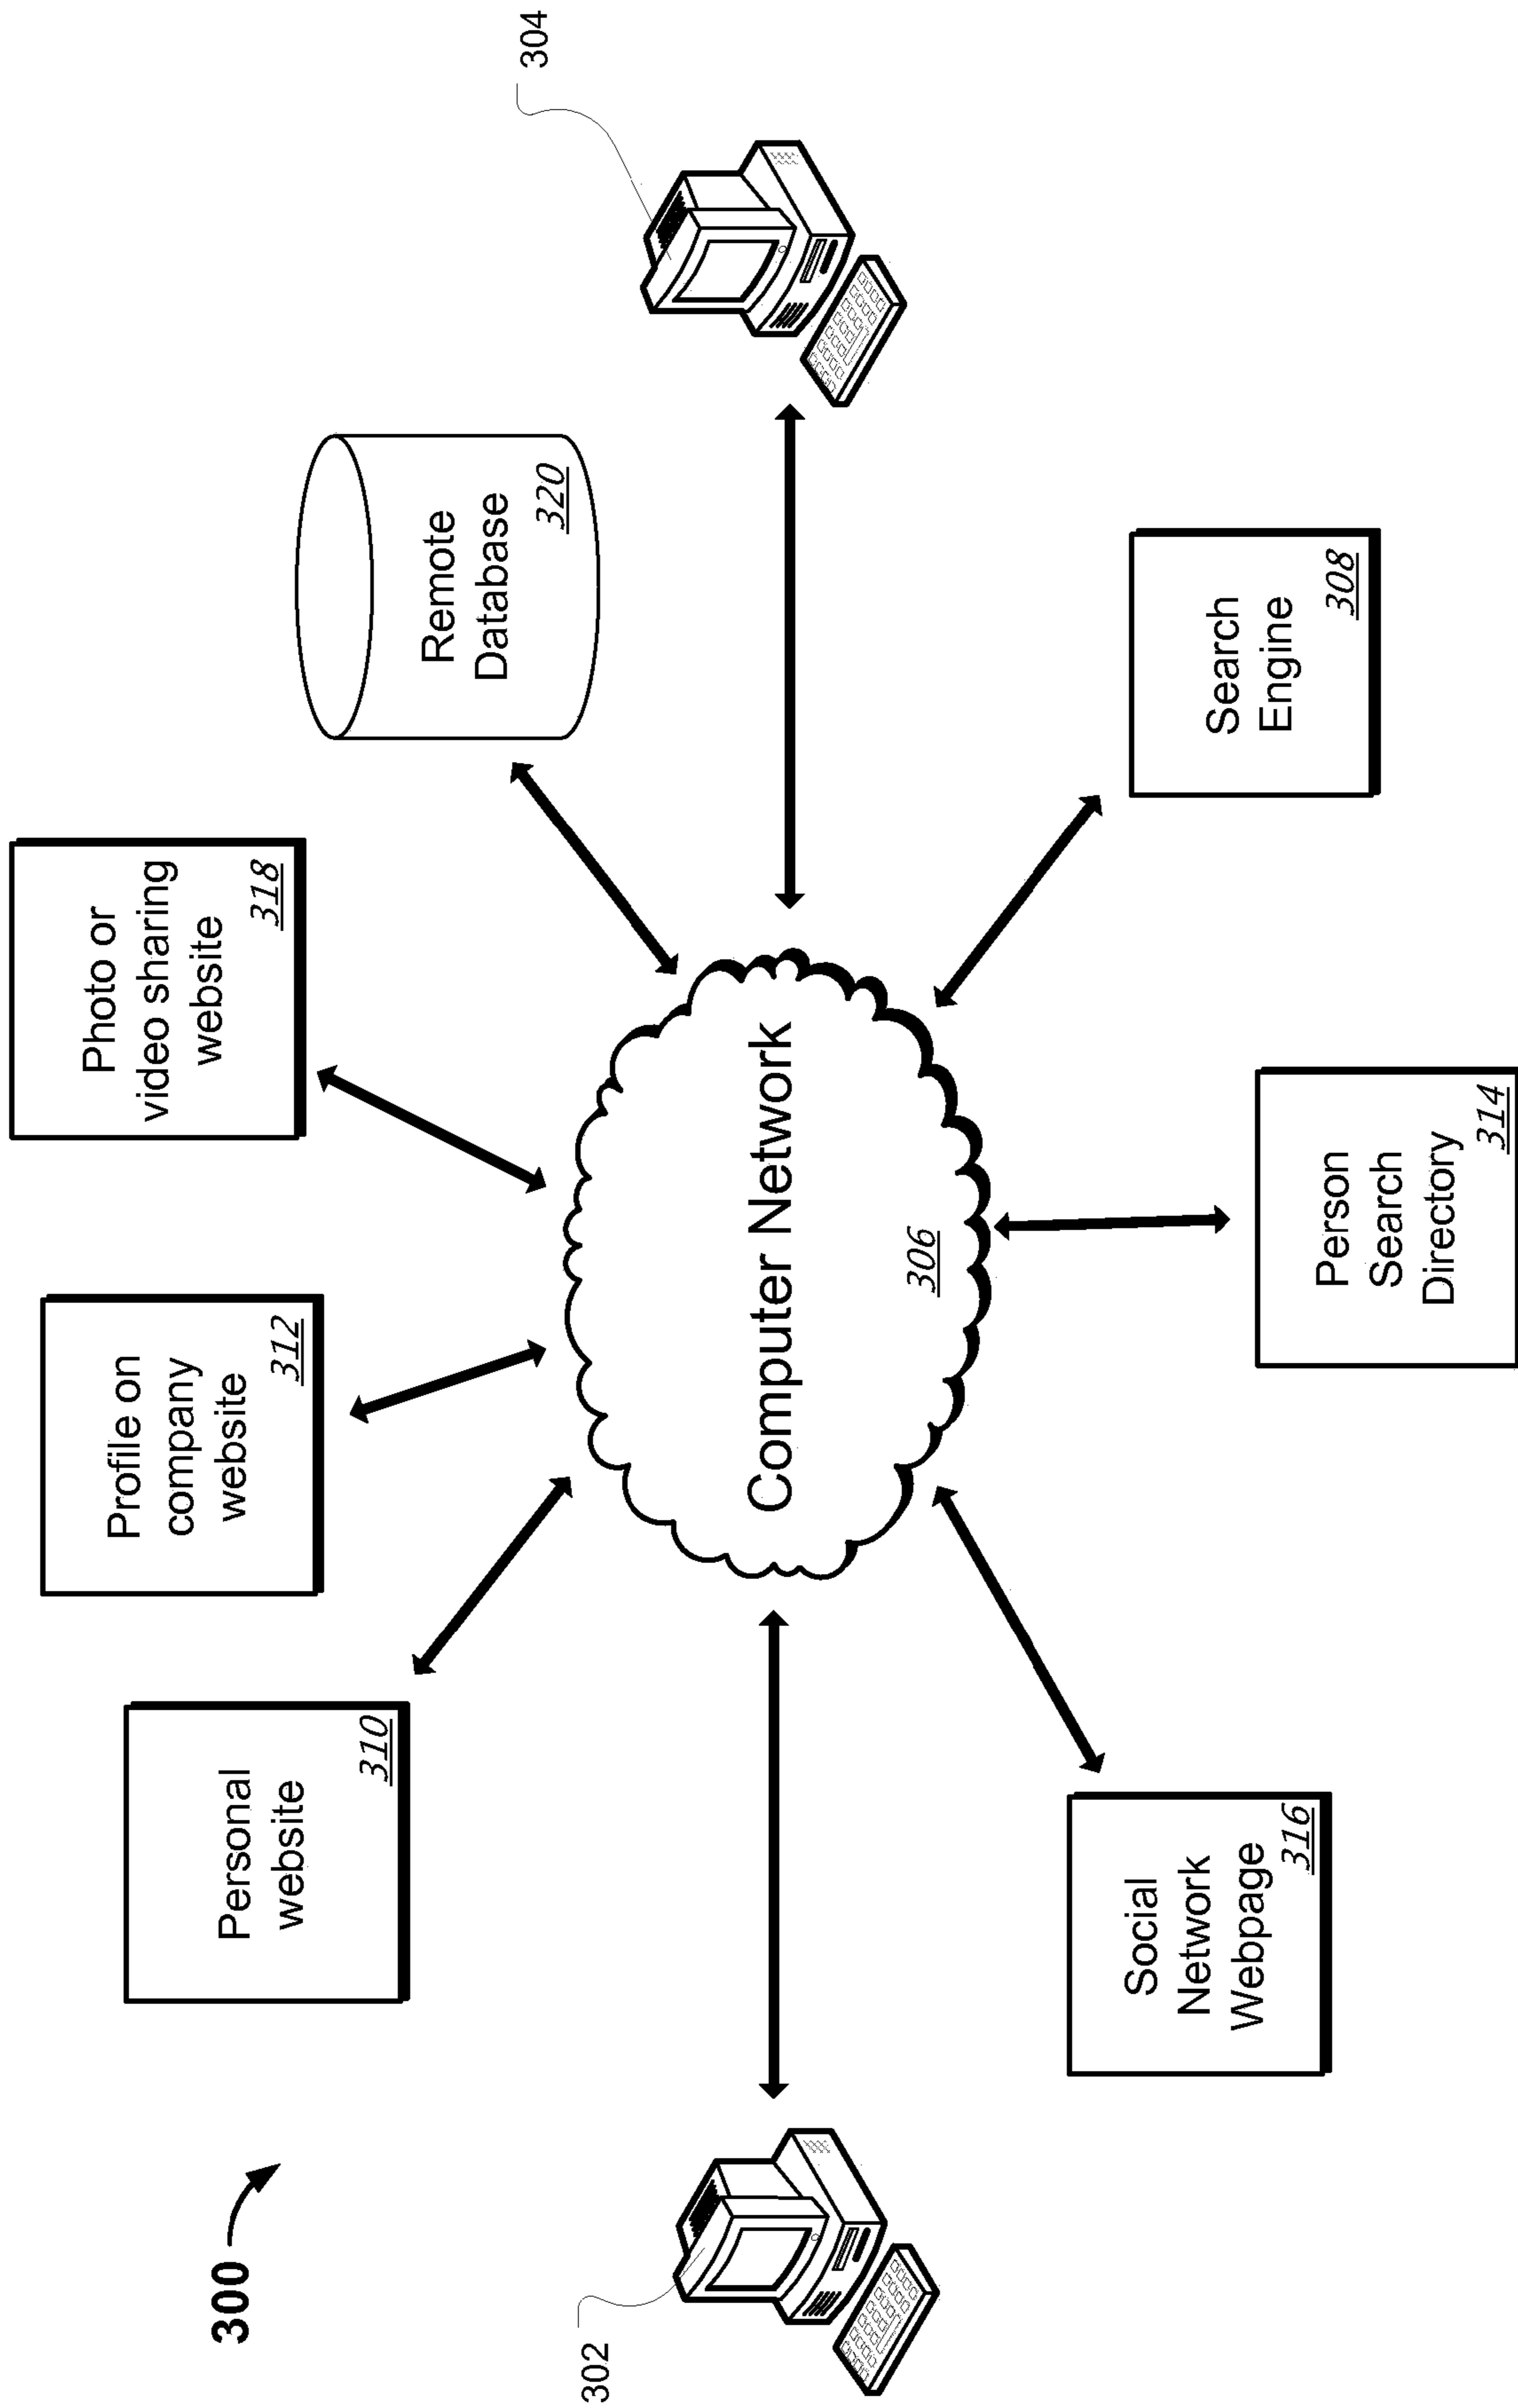 300
Personal
website
310
Profile on
company
website
312
Photo or
video sharing
website
318
Remote
Database
320
302
Computer Network
306
304
Social
Network
Webpage
316
Person
Search
Directory
314
Search
Engine
308